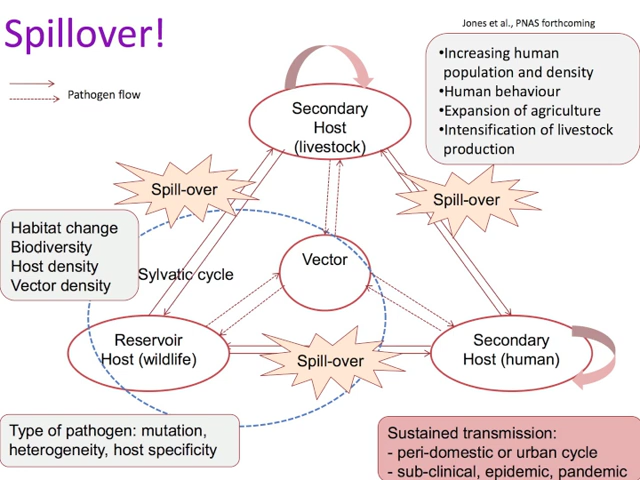 Spillover!
Jones et al., PNAS forthcoming
Pathogen flow
•Increasing human
population and density
•Human behaviour
•Expansion of agriculture
•Intensification of livestock
production
Secondary
Host
(livestock)
Spill-over
Spill-over
Habitat change
Biodiversity
Host density
Vector density
Vector
Sylvatic cycle
Reservoir
Host (wildlife)
Spill-over
Secondary
Host (human)
Type of pathogen: mutation,
heterogeneity, host specificity
Sustained transmission:
- peri-domestic or urban cycle
- sub-clinical, epidemic, pandemic